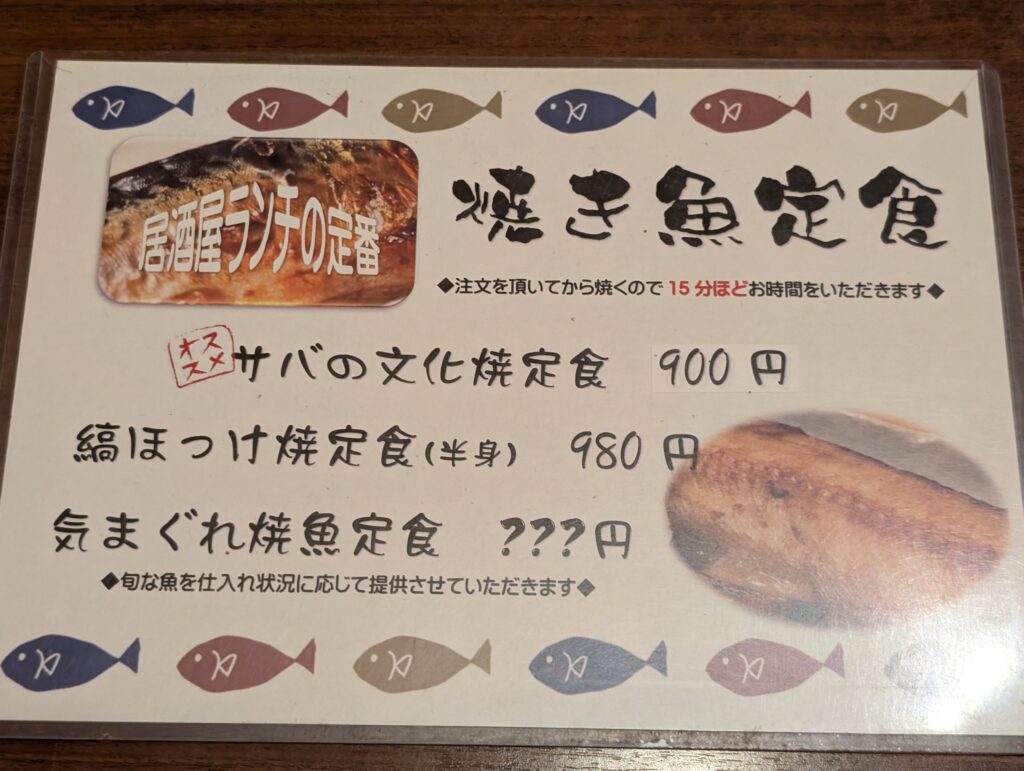 居酒屋ランチの定番
焼き魚定食
◆注文を頂いてから焼くので15分ほどお時間をいただきます◆
オススメ
サバの文化焼定食 900円
縞ほっけ焼定食(半身) 980円
気まぐれ焼魚定食 ???円
◆旬な魚を仕入れ状況に応じて提供させていただきます◆